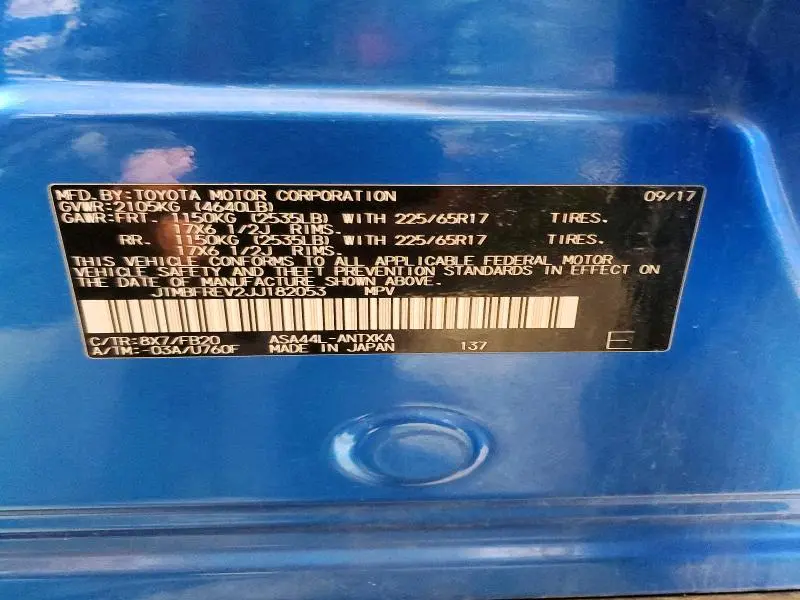 MFD. BY: TOYOTA MOTOR CORPORATION 09/17
GVWR: 2105KG (4640LB)
GAWR: FRT. 1150KG (2535LB) WITH 225/65R17 TIRES.
17X6 1/2J RIMS.
RR. 1150KG (2535LB) WITH 225/65R17 TIRES.
17X6 1/2J RIMS.
THIS VEHICLE CONFORMS TO ALL APPLICABLE FEDERAL MOTOR
VEHICLE SAFETY AND THEFT PREVENTION STANDARDS IN EFFECT ON
THE DATE OF MANUFACTURE SHOWN ABOVE.
JTMBFREV2JJ182053 MPV
C/TR: 8X7/FB20 ASA44L-ANTXKA
A/TM: -03A/U760F MADE IN JAPAN 137 E